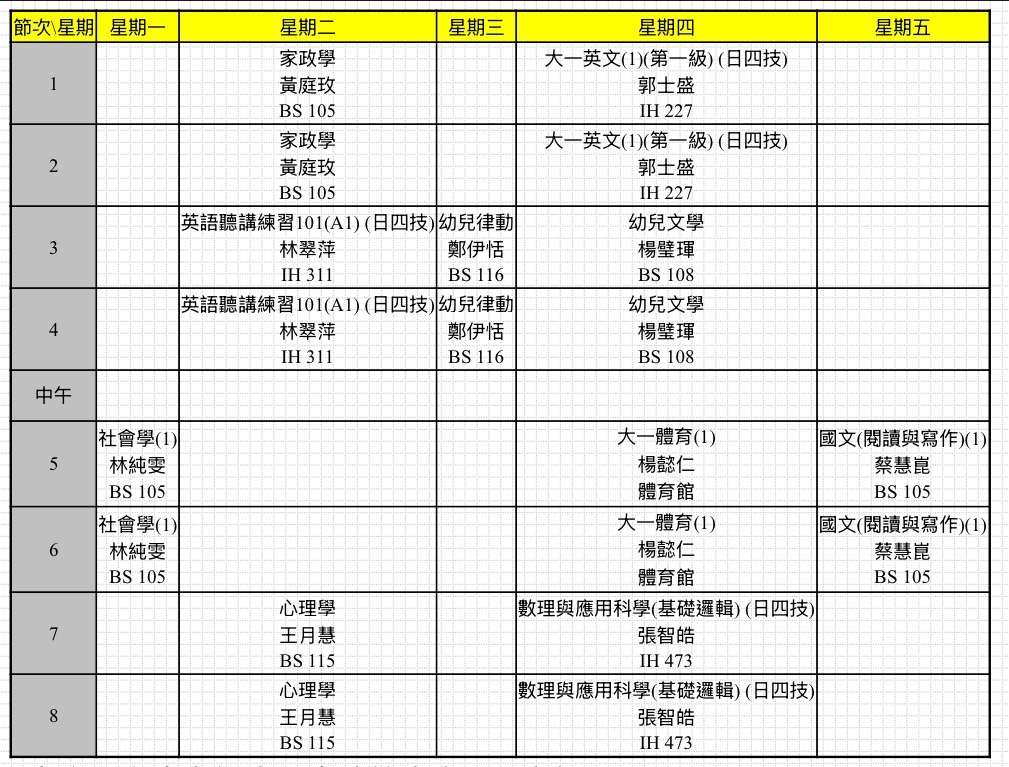 節次\星期 星期一 星期二 星期三 星期四 星期五
1
家政學
黃庭玫
BS 105
大一英文(1)(第一級) (日四技)
郭士盛
IH 227
2
家政學
黃庭玫
BS 105
大一英文(1)(第一級) (日四技)
郭士盛
IH 227
3
英語聽講練習101(A1) (日四技)
林翠萍
IH 311
幼兒律動
鄭伊恬
BS 116
幼兒文學
楊璧琿
BS 108
4
英語聽講練習101(A1) (日四技)
林翠萍
IH 311
幼兒律動
鄭伊恬
BS 116
幼兒文學
楊璧琿
BS 108
中午
5
社會學(1)
林純雯
BS 105
大一體育(1)
楊懿仁
體育館
國文(閱讀與寫作)(1)
蔡慧崑
BS 105
6
社會學(1)
林純雯
BS 105
大一體育(1)
楊懿仁
體育館
國文(閱讀與寫作)(1)
蔡慧崑
BS 105
7
心理學
王月慧
BS 115
數理與應用科學(基礎邏輯) (日四技)
張智皓
IH 473
8
心理學
王月慧
BS 115
數理與應用科學(基礎邏輯) (日四技)
張智皓
IH 473